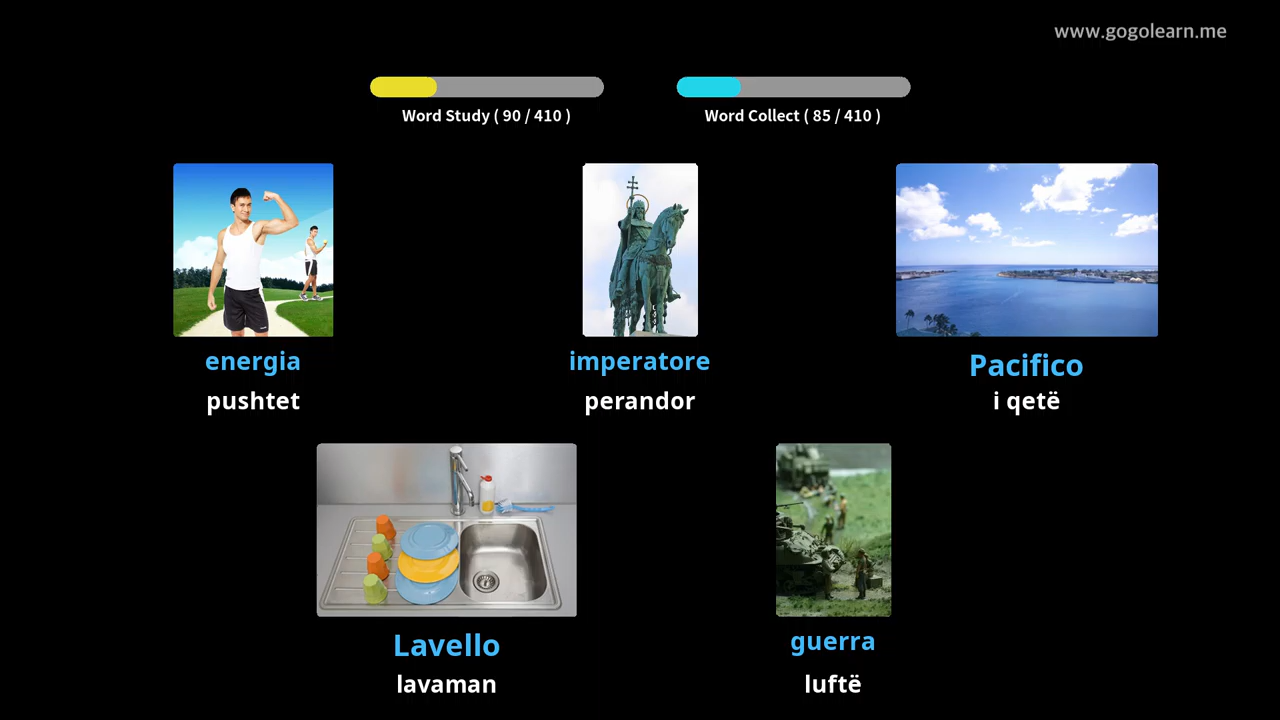 www.gogolearn.me
Word Study ( 90 / 410 )
Word Collect ( 85 / 410 )
energia
pushtet
imperatore
perandor
Pacifico
i qetë
Lavello
lavaman
guerra
luftë